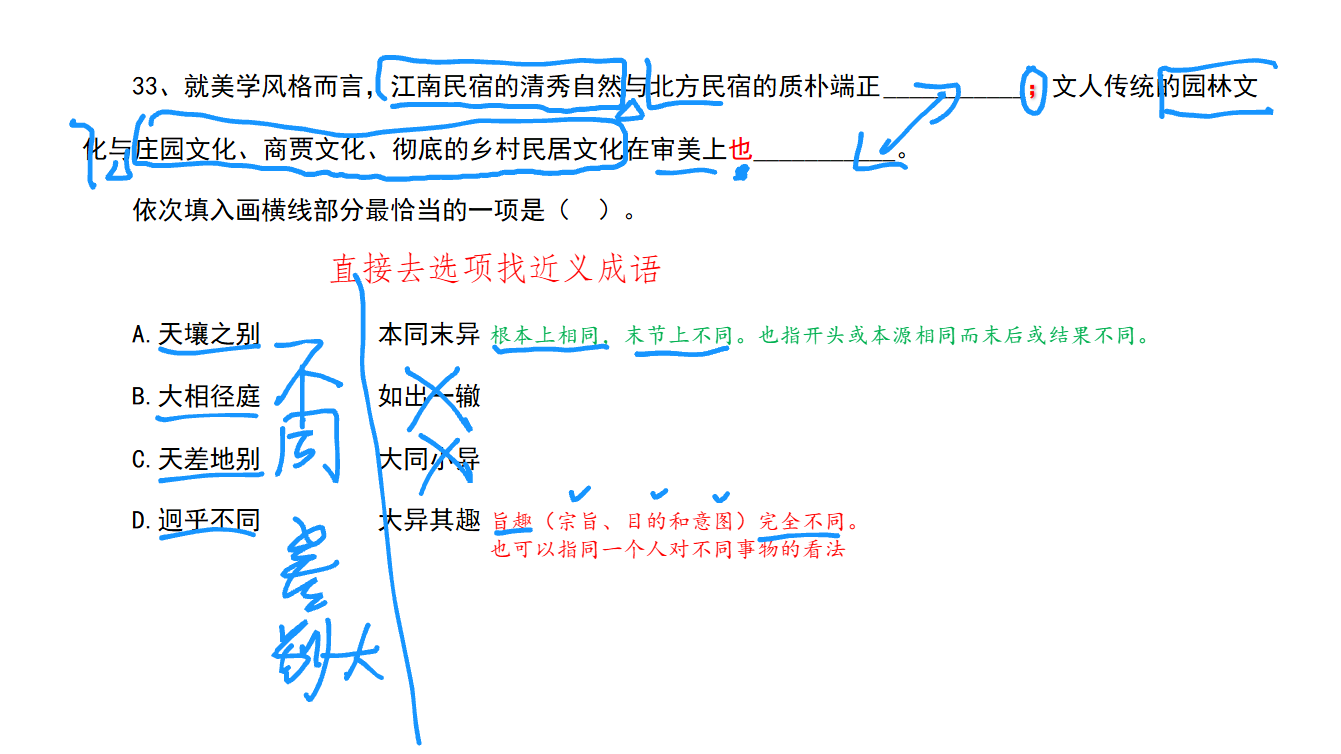 33、就美学风格而言，江南民宿的清秀自然与北方民宿的质朴端正___________；文人传统的园林文
化与庄园文化、商贾文化、彻底的乡村民居文化在审美上也___________。
依次填入画横线部分最恰当的一项是（ ）。
直接去选项找近义成语
A.天壤之别 本同末异 根本上相同，末节上不同。也指开头或本源相同而末后或结果不同。
不同
B.大相径庭 如出一辙
C.天差地别 大同小异
D.迥乎不同 大异其趣 旨趣（宗旨、目的和意图）完全不同。
也可以指同一个人对不同事物的看法
差别大